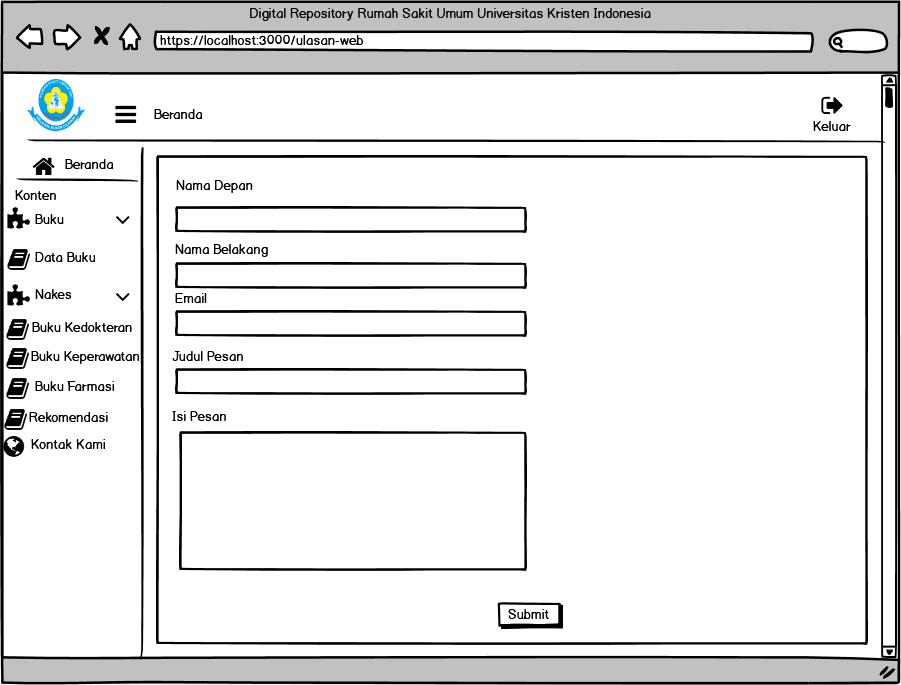 Digital Repository Rumah Sakit Umum Universitas Kristen Indonesia
https://localhost:3000/ulasan-web
Beranda
Keluar
Beranda
Konten
Buku
Data Buku
Nakes
Buku Kedokteran
Buku Keperawatan
Buku Farmasi
Rekomendasi
Kontak Kami
Nama Depan
Nama Belakang
Email
Judul Pesan
Isi Pesan
Submit